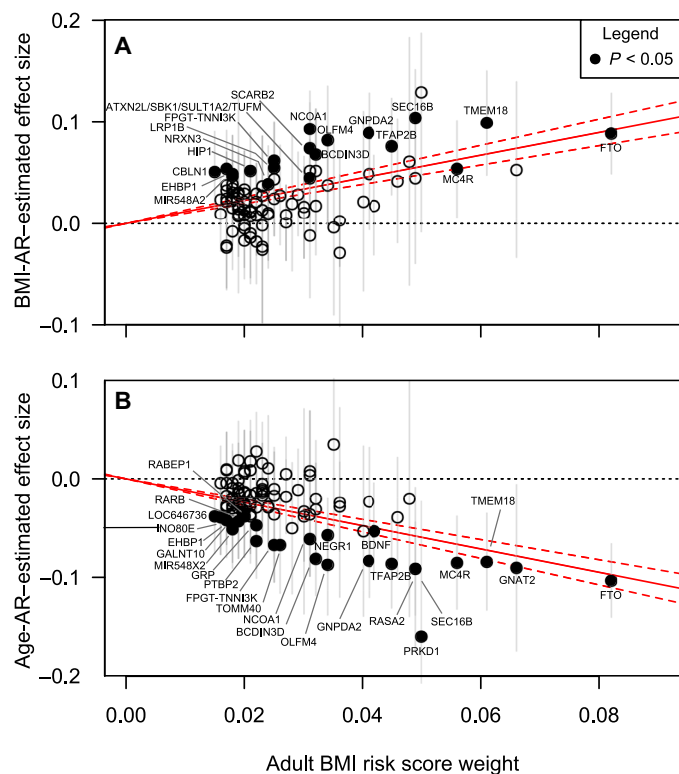 A
Legend
P < 0.05
BMI-AR–estimated effect size
0.2
0.1
0.0
−0.1
SCARB2
ATXN2L/SBK1/SULT1A2/TUFM
FPGT-TNNI3K
LRP1B
NRXN3
HIP1
CBLN1
EHBP1
MIR548A2
NCOA1
OLFM4
BCDIN3D
GNPDA2
TFAP2B
SEC16B
TMEM18
MC4R
FTO
B
Age-AR–estimated effect size
0.1
0.0
−0.1
−0.2
RABEP1
RARB
LOC646736
INO80E
EHBP1
GALNT10
MIR548X2
GRP
PTBP2
FPGT-TNNI3K
TOMM40
NCOA1
BCDIN3D
OLFM4
NEGR1
BDNF
GNPDA2
TFAP2B
RASA2
SEC16B
PRKD1
MC4R
TMEM18
GNAT2
FTO
0.00 0.02 0.04 0.06 0.08
Adult BMI risk score weight